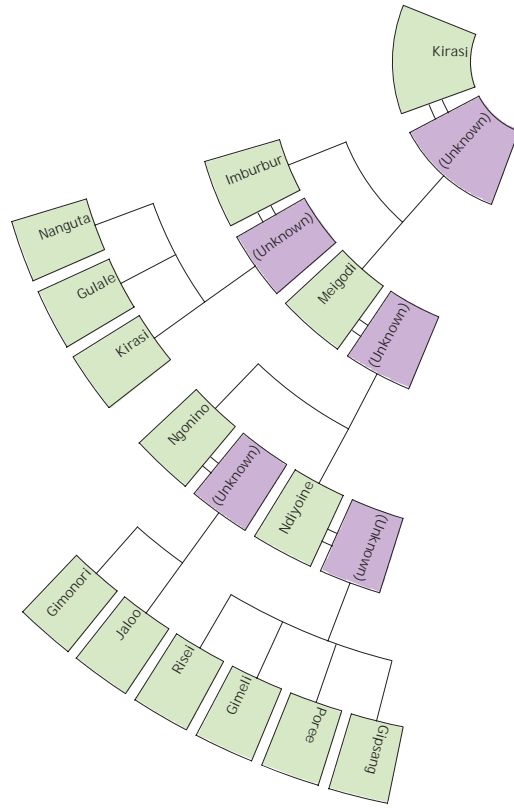 Kirasi
(Unknown)
Imburbur
(Unknown)
Meigodi
(Unknown)
Nanguta
Gulale
Kirasi
Ngonino
(Unknown)
Ndiyoine
(Unknown)
Gimonori
Jaloo
Risei
Gimeli
Poree
Gipsang